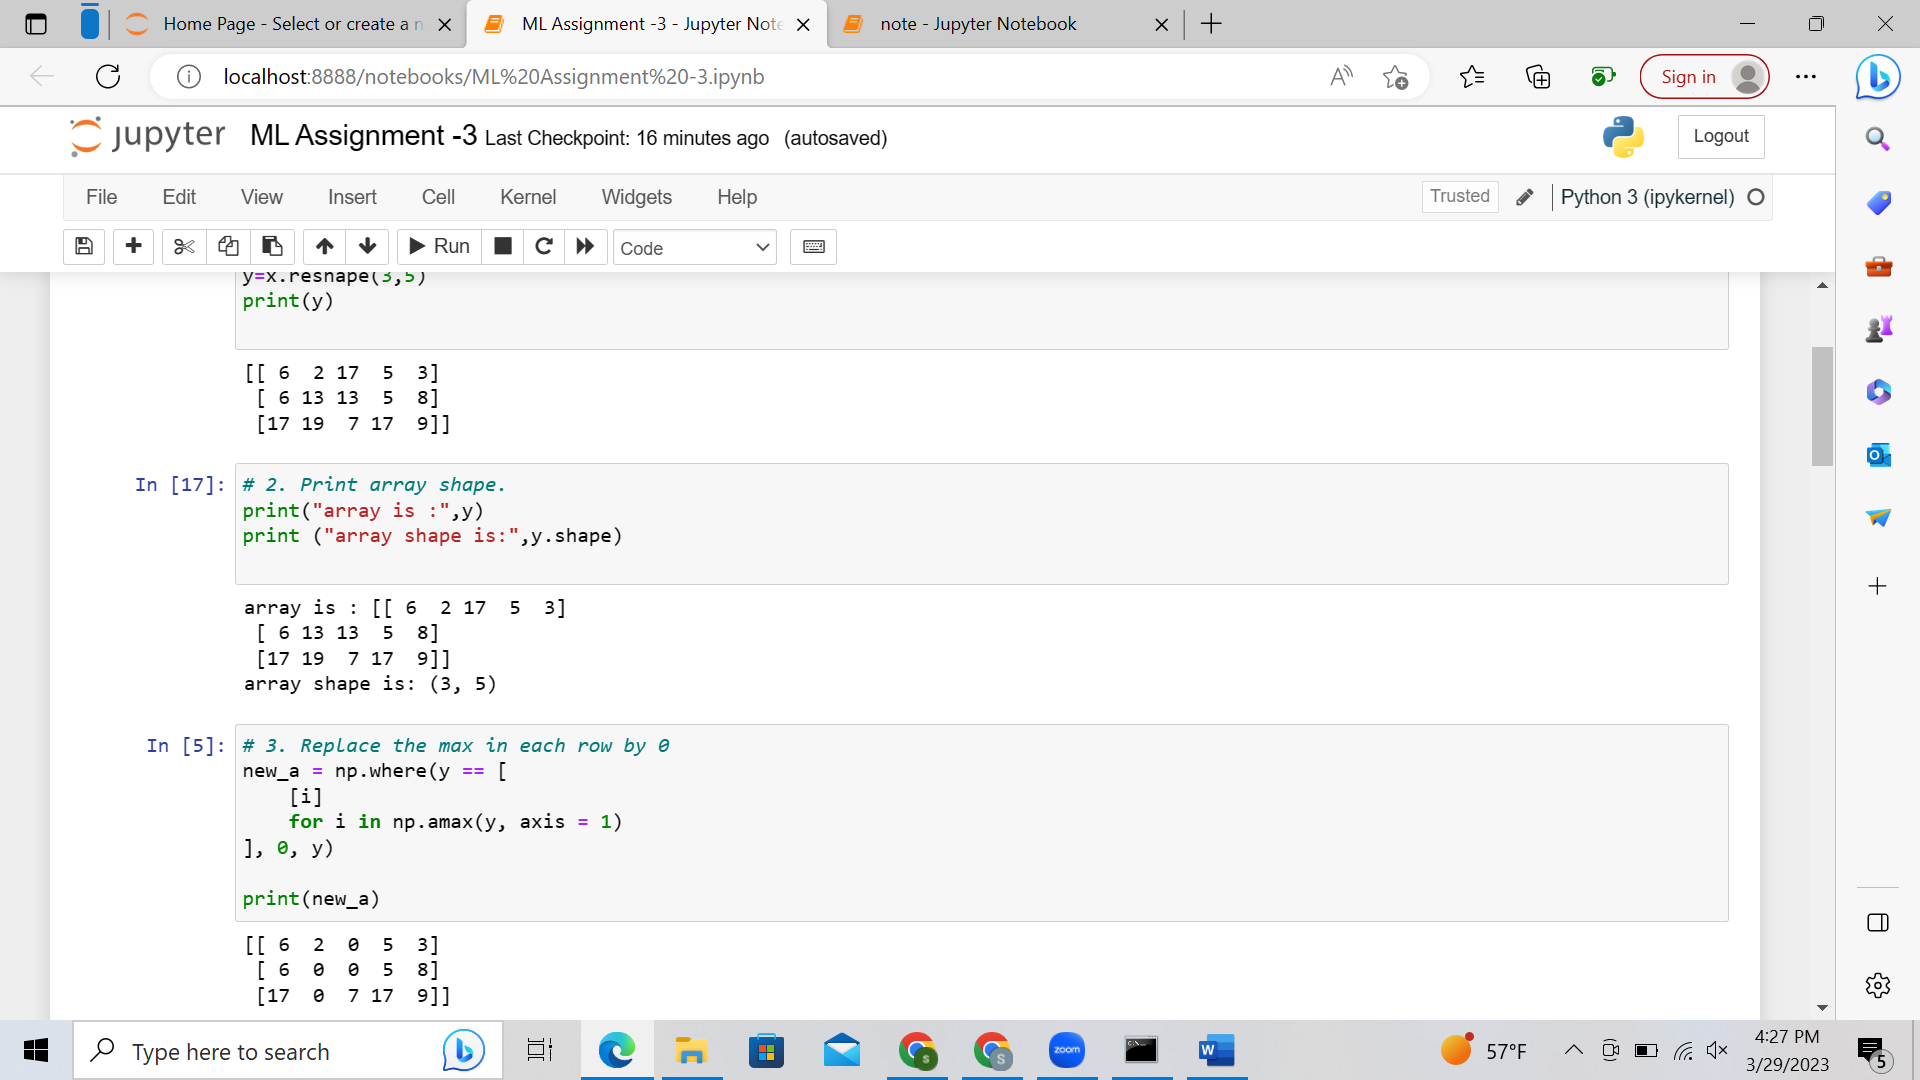 Home Page - Select or create a n
ML Assignment -3 - Jupyter Note
note - Jupyter Notebook
localhost:8888/notebooks/ML%20Assignment%20-3.ipynb
Sign in
jupyter ML Assignment -3 Last Checkpoint: 16 minutes ago (autosaved)
Logout
File Edit View Insert Cell Kernel Widgets Help
Trusted
Python 3 (ipykernel)
Run
Code
y=x.reshape(3,5)
print(y)
[[ 6  2 17  5  3]
 [ 6 13 13  5  8]
 [17 19  7 17  9]]
In [17]:
# 2. Print array shape.
print("array is :",y)
print ("array shape is:",y.shape)
array is : [[ 6  2 17  5  3]
 [ 6 13 13  5  8]
 [17 19  7 17  9]]
array shape is: (3, 5)
In [5]:
# 3. Replace the max in each row by 0
new_a = np.where(y == [
    [i]
    for i in np.amax(y, axis = 1)
], 0, y)
print(new_a)
[[ 6  2  0  5  3]
 [ 6  0  0  5  8]
 [17  0  7 17  9]]
Type here to search
S
S
zoom
W
57°F
4:27 PM
3/29/2023
5